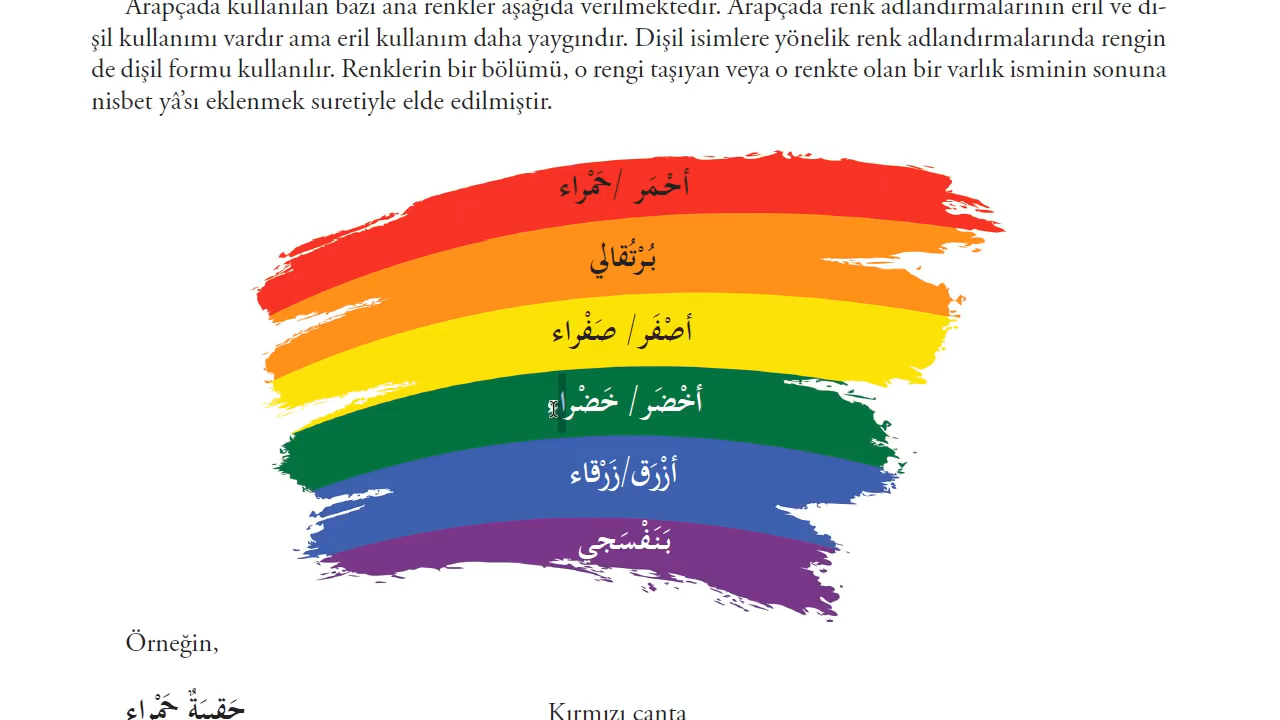 Arapçada kullanılan bazı ana renkler aşağıda verilmektedir. Arapçada renk adlandırmalarının eril ve di-
şil kullanımı vardır ama eril kullanım daha yaygındır. Dişil isimlere yönelik renk adlandırmalarında rengin
de dişil formu kullanılır. Renklerin bir bölümü, o rengi taşıyan veya o renkte olan bir varlık isminin sonuna
nisbet yâ’sı eklenmek suretiyle elde edilmiştir.
أحْمَر /حَمْراء
بُرْتُقالي
أصْفَر/ صَفْراء
أخْضَر/ خَضْراء
أزْرَق/زَرْقاء
بَنَفْسَجي
Örneğin,
حَقيبَةٌ حَمْراء
Kırmızı çanta